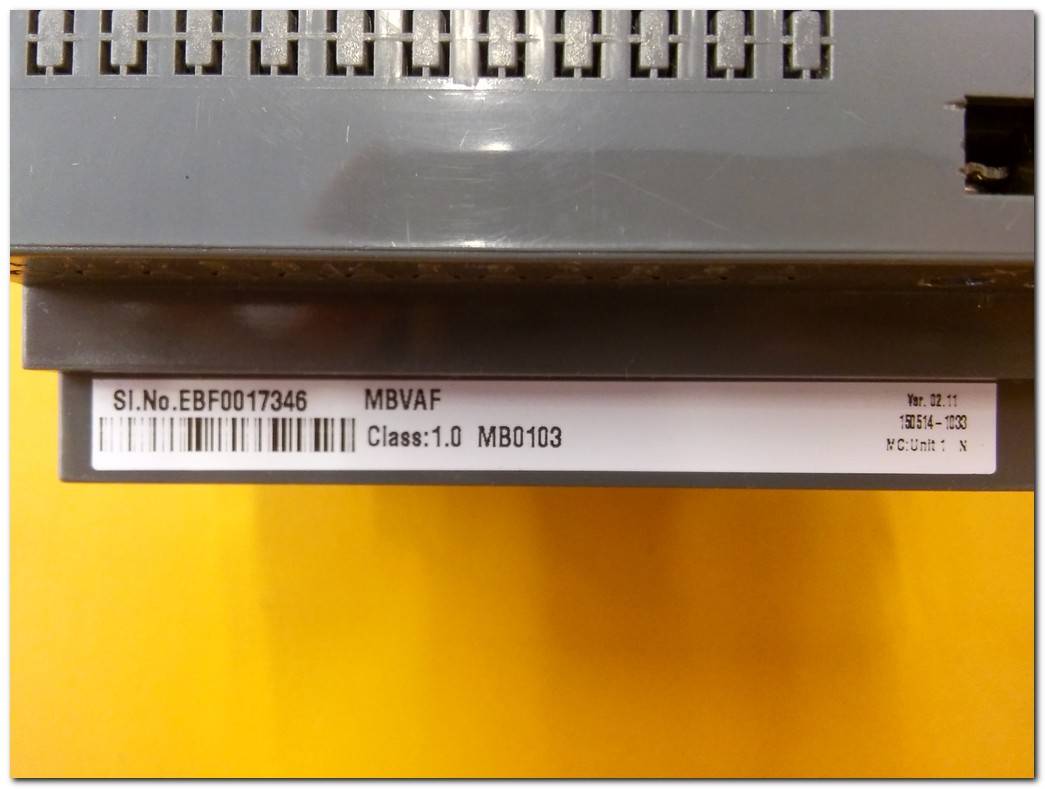 Sl.No.EBF0017346 MBVAF
Class:1.0 MB0103
Ver. 02.11
150514-1033
MC:Unit 1 N